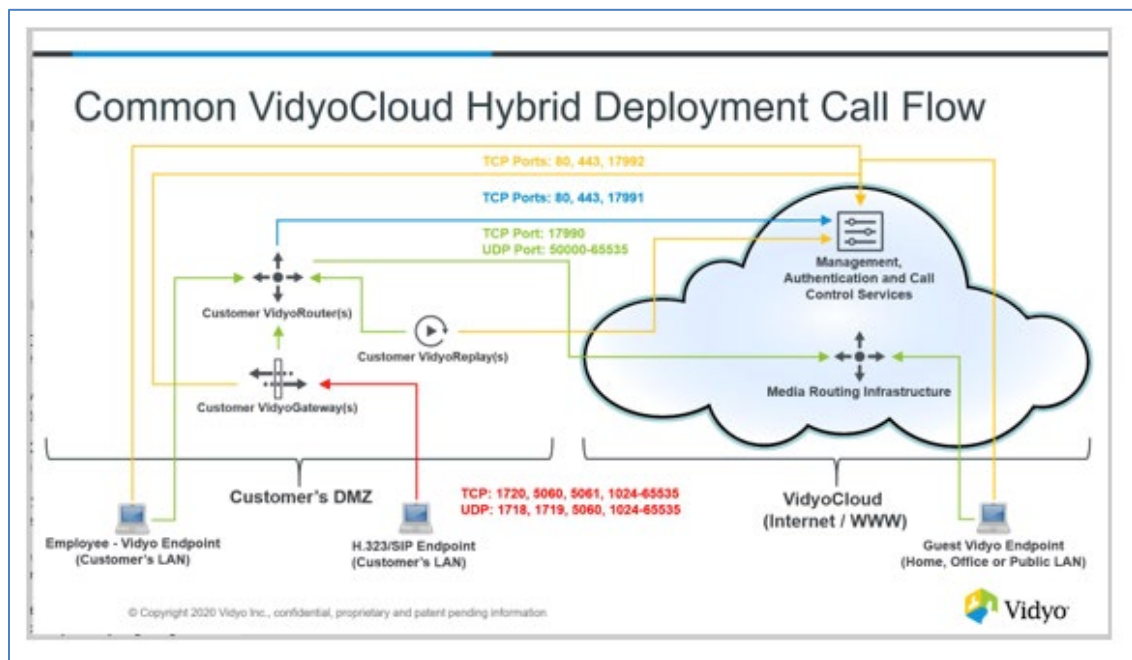 Common VidyoCloud Hybrid Deployment Call Flow
TCP Ports: 80, 443, 17992
TCP Ports: 80, 443, 17991
TCP Port: 17990
UDP Port: 50000-65535
Management,
Authentication and Call
Control Services
Customer VidyoRouter(s)
Customer VidyoReplay(s)
Media Routing Infrastructure
Customer VidyoGateway(s)
Customer's DMZ
TCP: 1720, 5060, 5061, 1024-65535
UDP: 1718, 1719, 5060, 1024-65535
VidyoCloud
(Internet / WWW)
Employee - Vidyo Endpoint
(Customer's LAN)
H.323/SIP Endpoint
(Customer's LAN)
Guest Vidyo Endpoint
(Home, Office or Public LAN)
© Copyright 2020 Vidyo Inc., confidential, proprietary and patent pending information
Vidyo